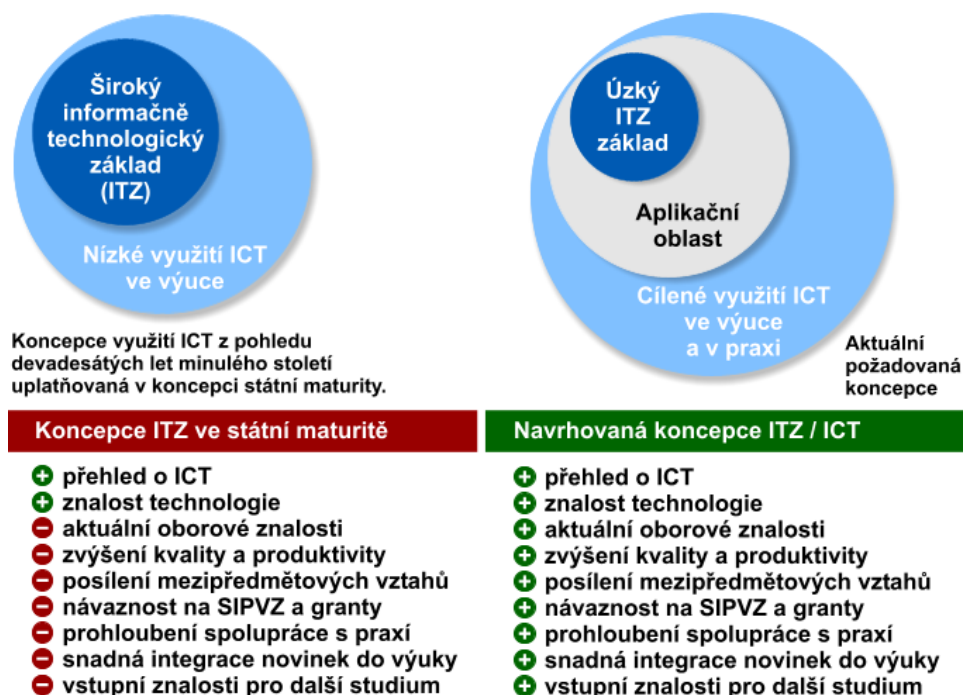 Široký
informačně
technologický
základ
(ITZ)
Nízké využití ICT
ve výuce
Koncepce využití ICT z pohledu
devadesátých let minulého století
uplatňovaná v koncepci státní maturity.
Úzký
ITZ
základ
Aplikační
oblast
Cílené využití ICT
ve výuce
a v praxi
Aktuální
požadovaná
koncepce
Koncepce ITZ ve státní maturitě
přehled o ICT
znalost technologie
aktuální oborové znalosti
zvýšení kvality a produktivity
posílení mezipředmětových vztahů
návaznost na SIPVZ a granty
prohloubení spolupráce s praxí
snadná integrace novinek do výuky
vstupní znalosti pro další studium
Navrhovaná koncepce ITZ / ICT
přehled o ICT
znalost technologie
aktuální oborové znalosti
zvýšení kvality a produktivity
posílení mezipředmětových vztahů
návaznost na SIPVZ a granty
prohloubení spolupráce s praxí
snadná integrace novinek do výuky
vstupní znalosti pro další studium